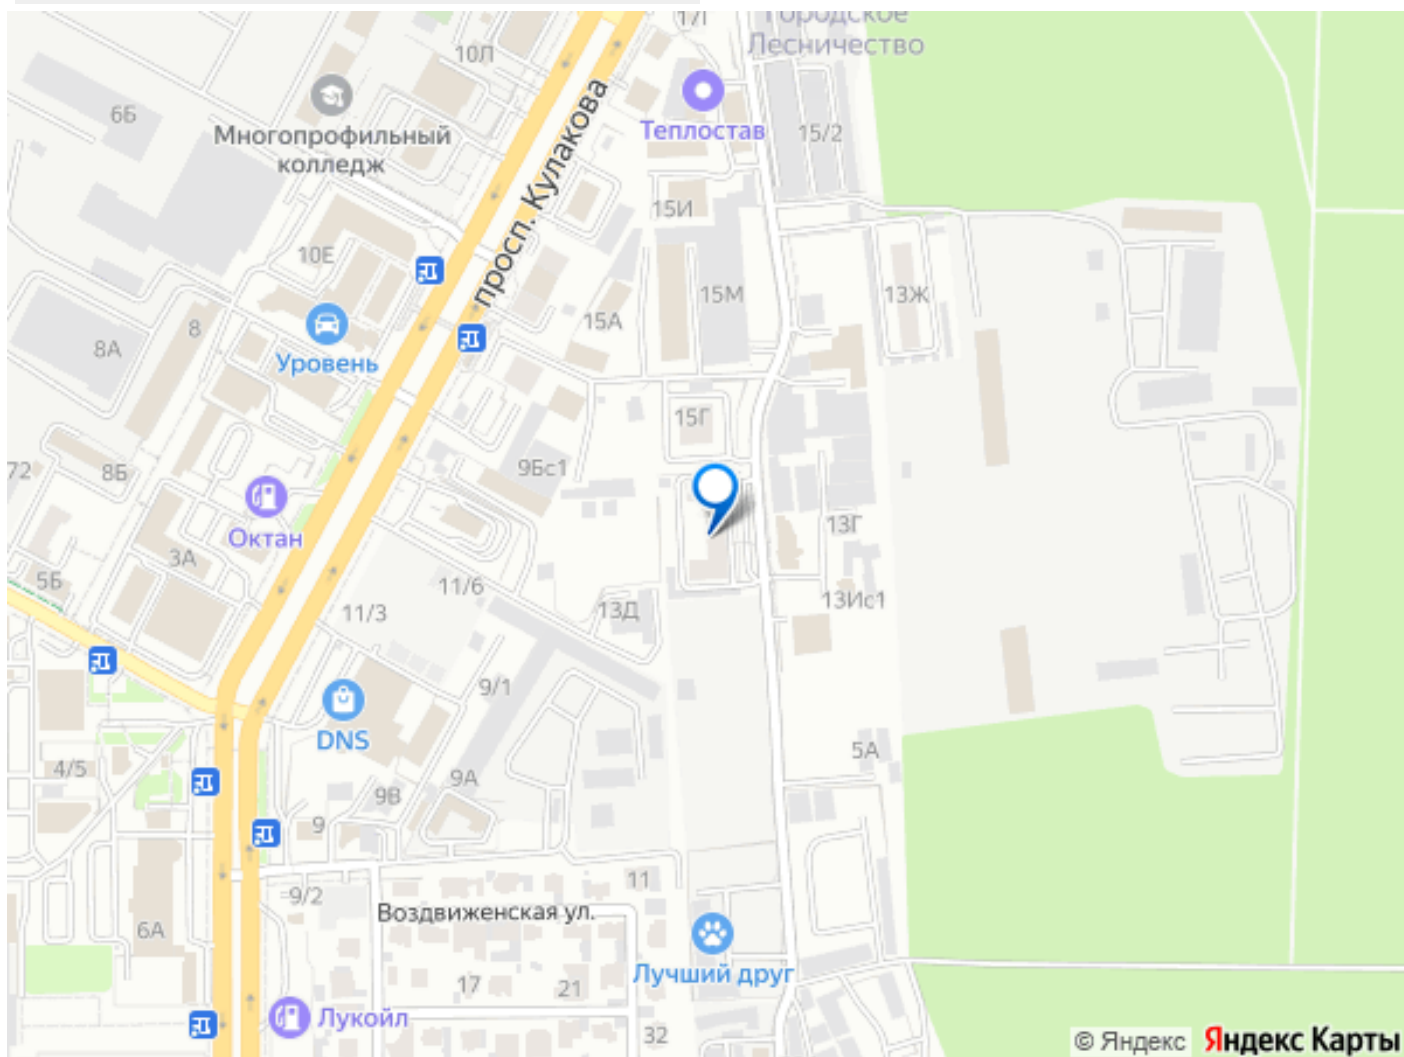 17Г
Городское
Лесничество
10Л
просп. Кулакова
6Б
Многопрофильный
колледж
Теплостав
15/2
15И
10Е
15М
13Ж
15А
8
8А
Уровень
15Г
9Бс1
72
8Б
Октан
13Г
3А
5Б
11/6
11/3
13Д
13Ис1
9/1
DNS
5А
4/5
9А
9В
9
11
9/2
Воздвиженская ул.
6А
Лучший друг
17
21
Лукойл
32
© Яндекс Яндекс Карты